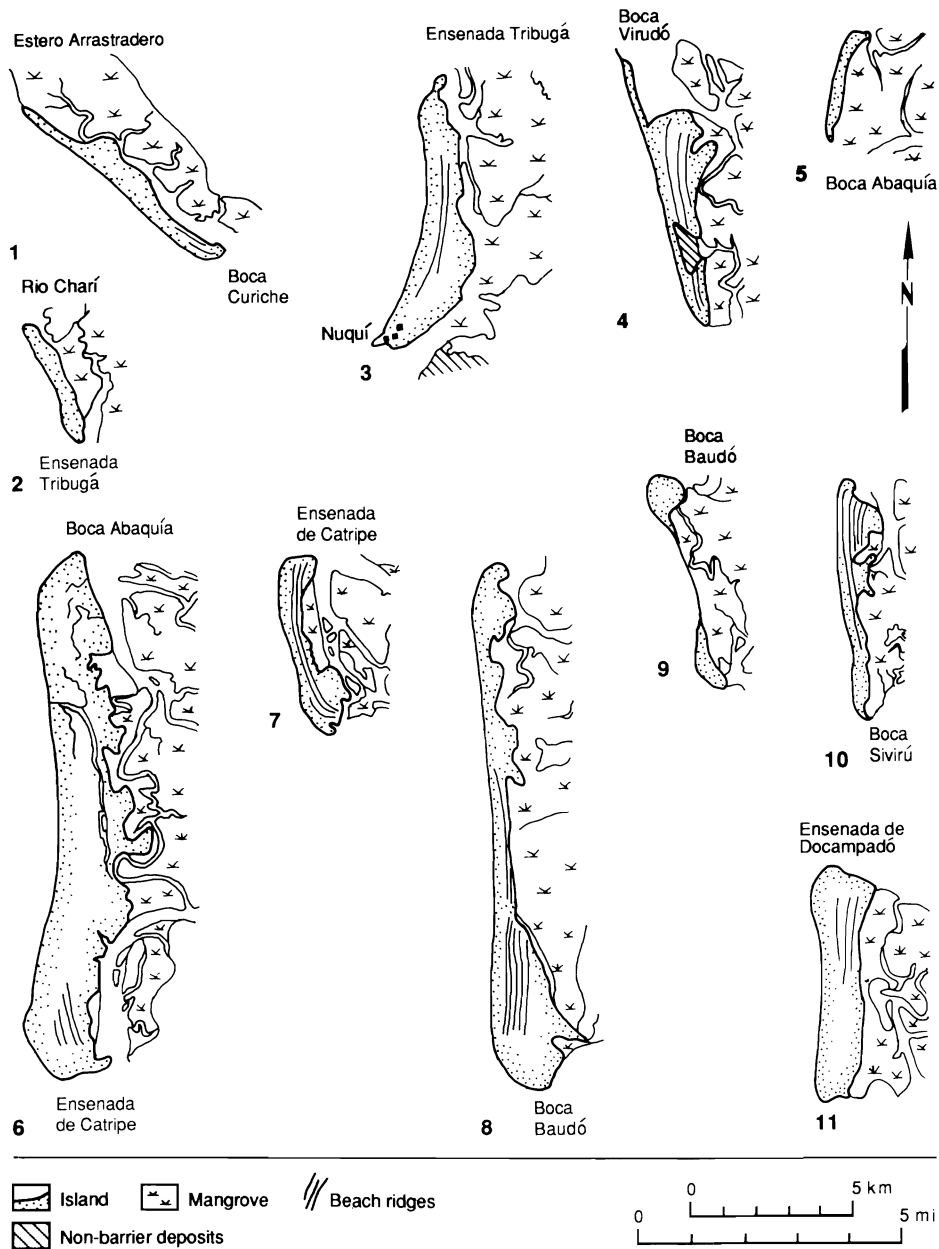 Estero Arrastradero
1
Boca
Curiche
Rio Charí
2
Ensenada
Tribugá
Ensenada Tribugá
Nuquí
3
Boca
Virudó
4
5
Boca Abaquía
N
Boca Abaquía
6
Ensenada
de Catripe
Ensenada
de Catripe
7
8
Boca
Baudó
Boca
Baudó
9
10
Boca
Sivirú
Ensenada de
Docampadó
11
Island
Mangrove
Beach ridges
Non-barrier deposits
0 5 km
0 5 mi